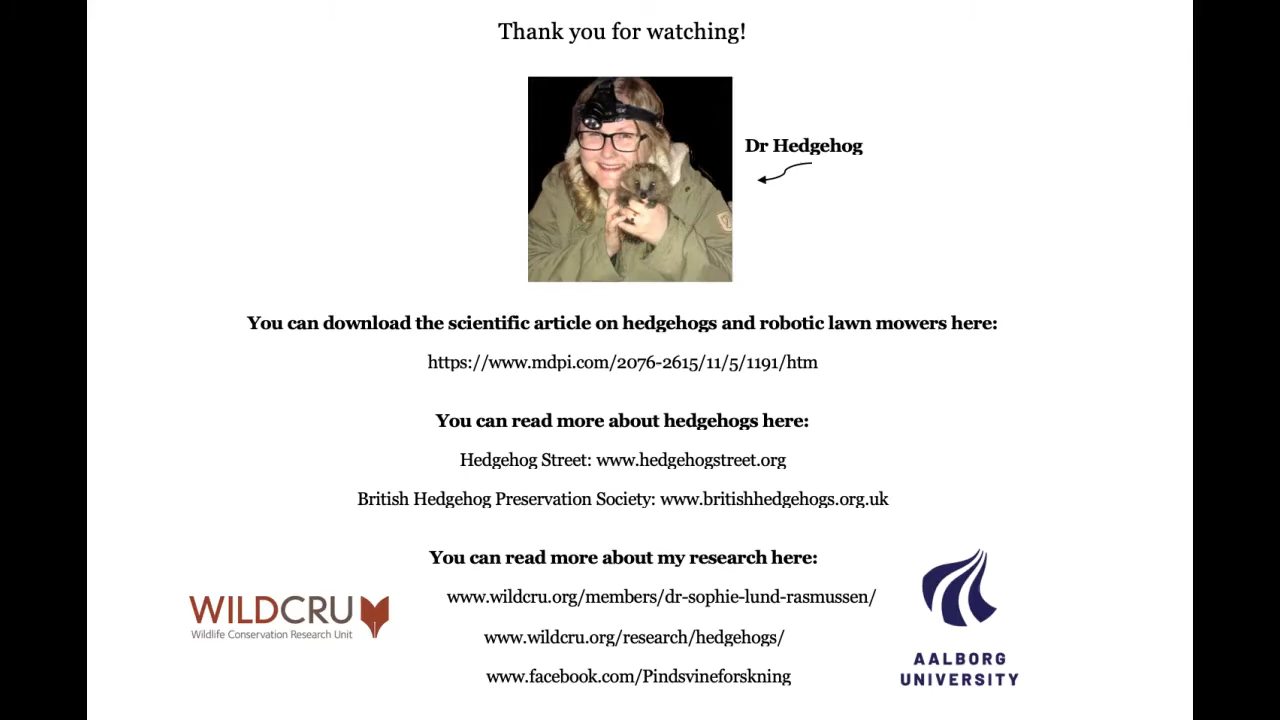 Thank you for watching!
Dr Hedgehog
You can download the scientific article on hedgehogs and robotic lawn mowers here:
https://www.mdpi.com/2076-2615/11/5/1191/htm
You can read more about hedgehogs here:
Hedgehog Street: www.hedgehogstreet.org
British Hedgehog Preservation Society: www.britishhedgehogs.org.uk
You can read more about my research here:
www.wildcru.org/members/dr-sophie-lund-rasmussen/
www.wildcru.org/research/hedgehogs/
www.facebook.com/Pindsvineforskning
WILDCRU
Wildlife Conservation Research Unit
AALBORG
UNIVERSITY